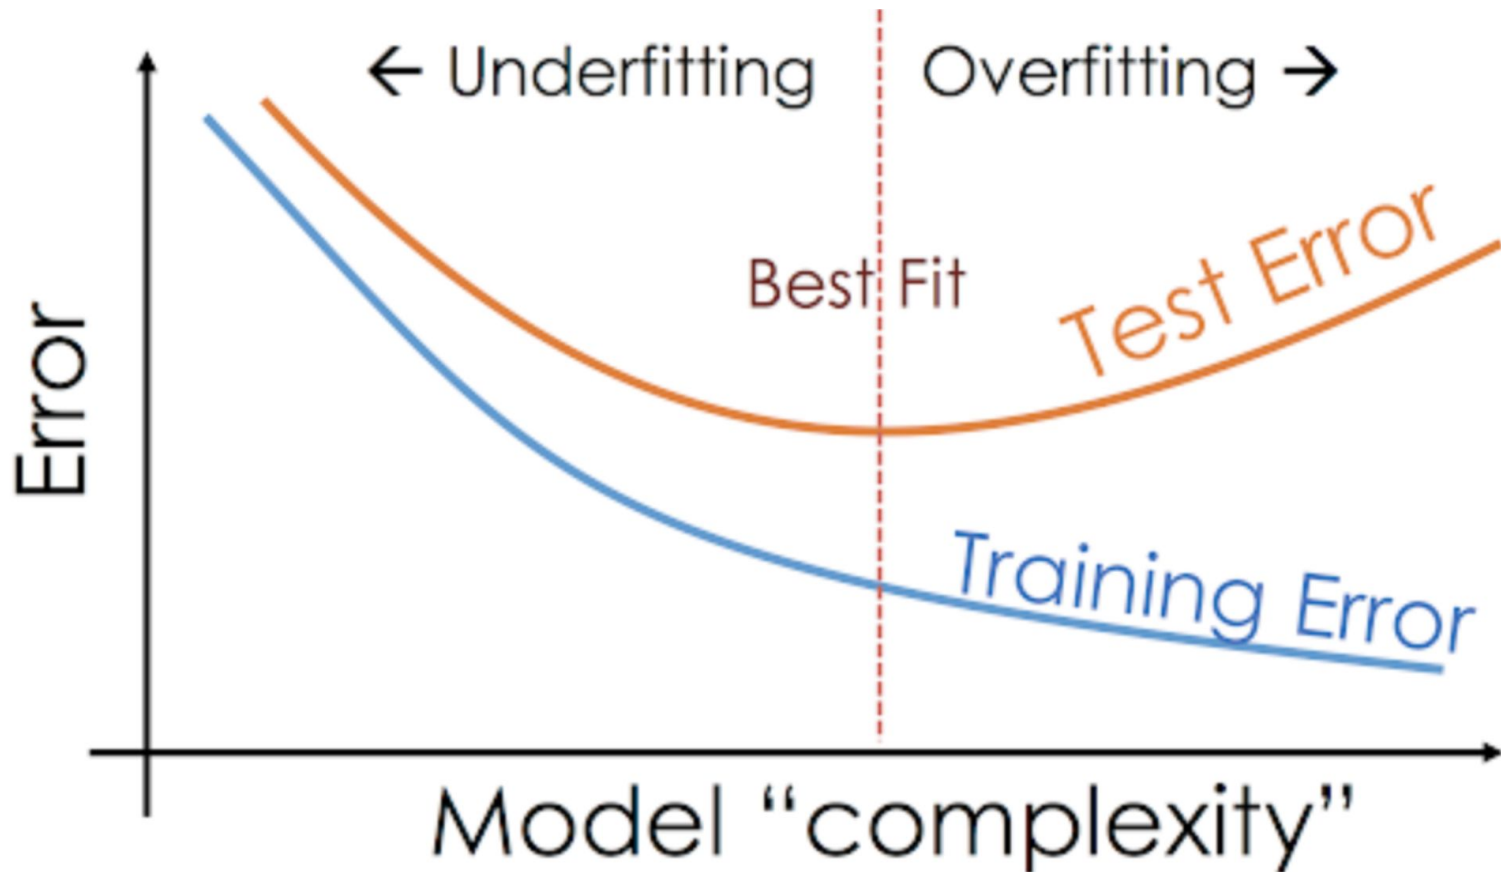 ← Underfitting
Overfitting →
Best Fit
Test Error
Training Error
Error
Model “complexity”